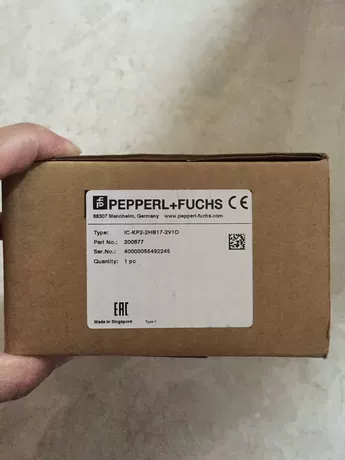 PEPPERL+FUCHS CE
68307 Mannheim, Germany www.pepperl-fuchs.com
Type: IC-KP2-2HB17-2V1D
Part No.: 200877
Ser.No.: 40000055492245
Quantity: 1 pc
EAC
Made in Singapore